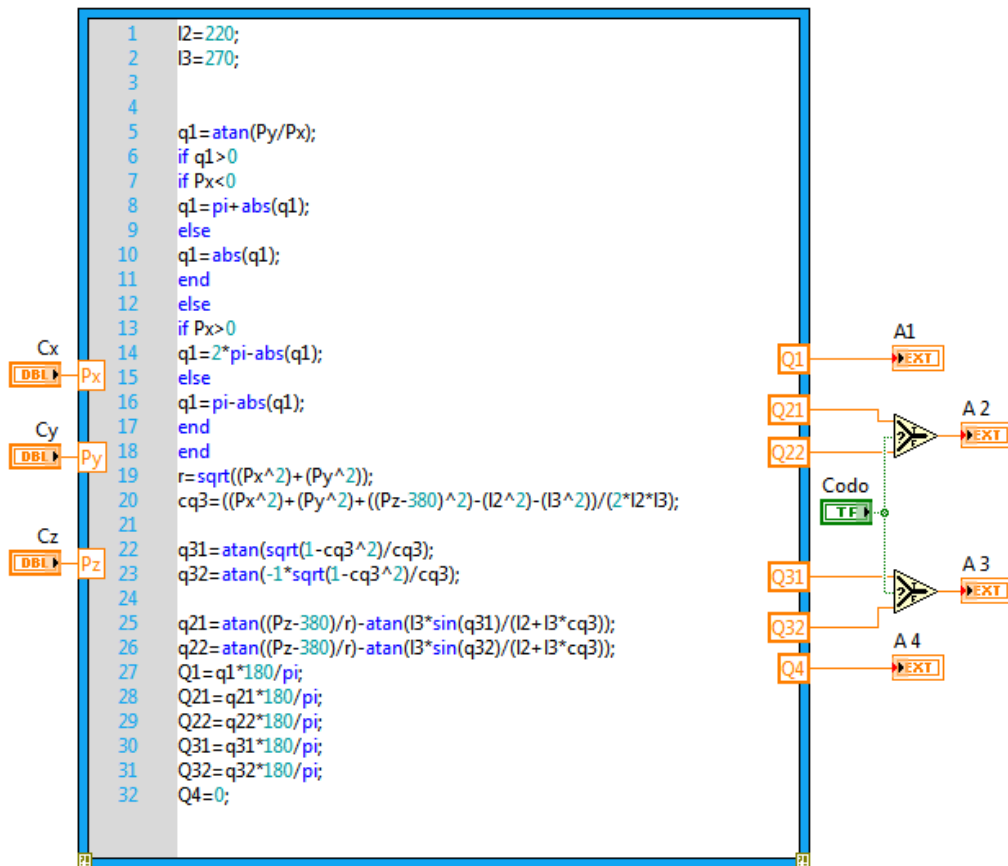 1 l2=220;
2 l3=270;
3
4
5 q1=atan(Py/Px);
6 if q1>0
7 if Px<0
8 q1=pi+abs(q1);
9 else
10 q1=abs(q1);
11 end
12 else
13 if Px>0
14 q1=2*pi-abs(q1);
15 else
16 q1=pi-abs(q1);
17 end
18 end
19 r=sqrt((Px^2)+(Py^2));
20 cq3=((Px^2)+(Py^2)+((Pz-380)^2)-(l2^2)-(l3^2))/(2*l2*l3);
21
22 q31=atan(sqrt(1-cq3^2)/cq3);
23 q32=atan(-1*sqrt(1-cq3^2)/cq3);
24
25 q21=atan((Pz-380)/r)-atan(l3*sin(q31)/(l2+l3*cq3));
26 q22=atan((Pz-380)/r)-atan(l3*sin(q32)/(l2+l3*cq3));
27 Q1=q1*180/pi;
28 Q21=q21*180/pi;
29 Q22=q22*180/pi;
30 Q31=q31*180/pi;
31 Q32=q32*180/pi;
32 Q4=0;
Cx
DBL
Px
Cy
DBL
Py
Cz
DBL
Pz
Q1
A1
EXT
Q21
Q22
? T F
A 2
EXT
Codo
TF
Q31
Q32
? T F
A 3
EXT
Q4
A 4
EXT
?!
?!